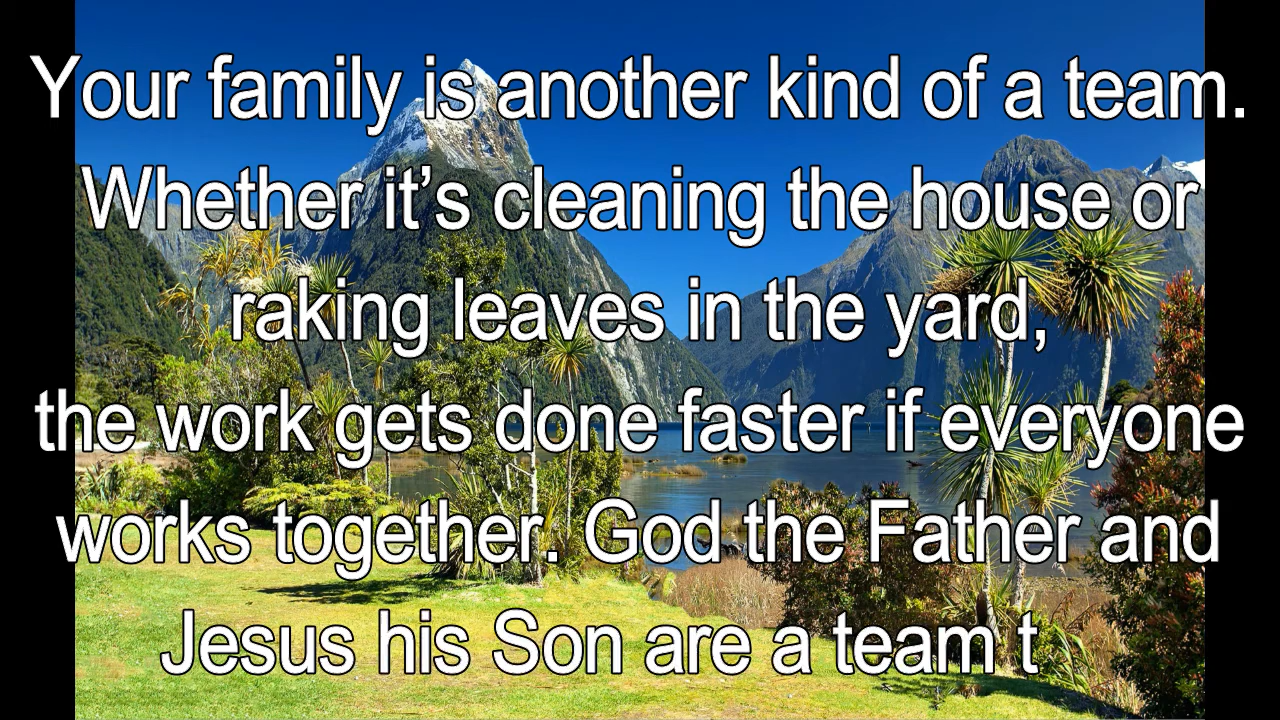 Your family is another kind of a team.
Whether it’s cleaning the house or
raking leaves in the yard,
the work gets done faster if everyone
works together. God the Father and
Jesus his Son are a team t